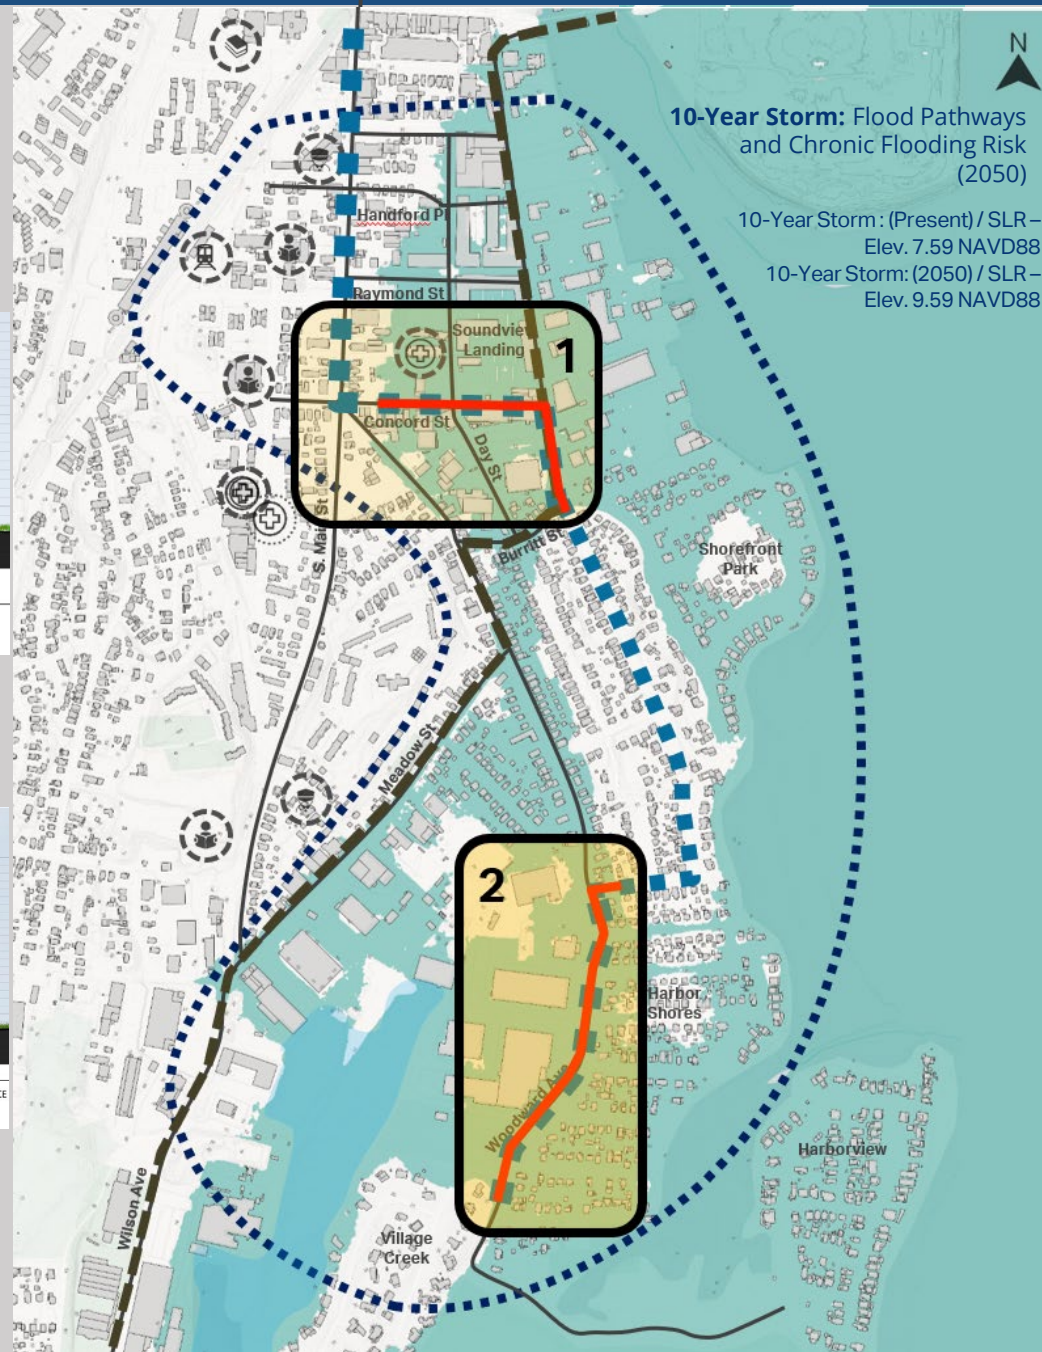 N
10-Year Storm: Flood Pathways
and Chronic Flooding Risk
(2050)
10-Year Storm : (Present) / SLR –
Elev. 7.59 NAVD88
10-Year Storm: (2050) / SLR –
Elev. 9.59 NAVD88
Handford Pl
Raymond St
Soundview
Landing
1
Concord St
Day St
S. Main St
Burritt St
Shorefront
Park
Meadow St
2
Harbor
Shores
Woodward Ave
Harborview
Wilson Ave
Village
Creek